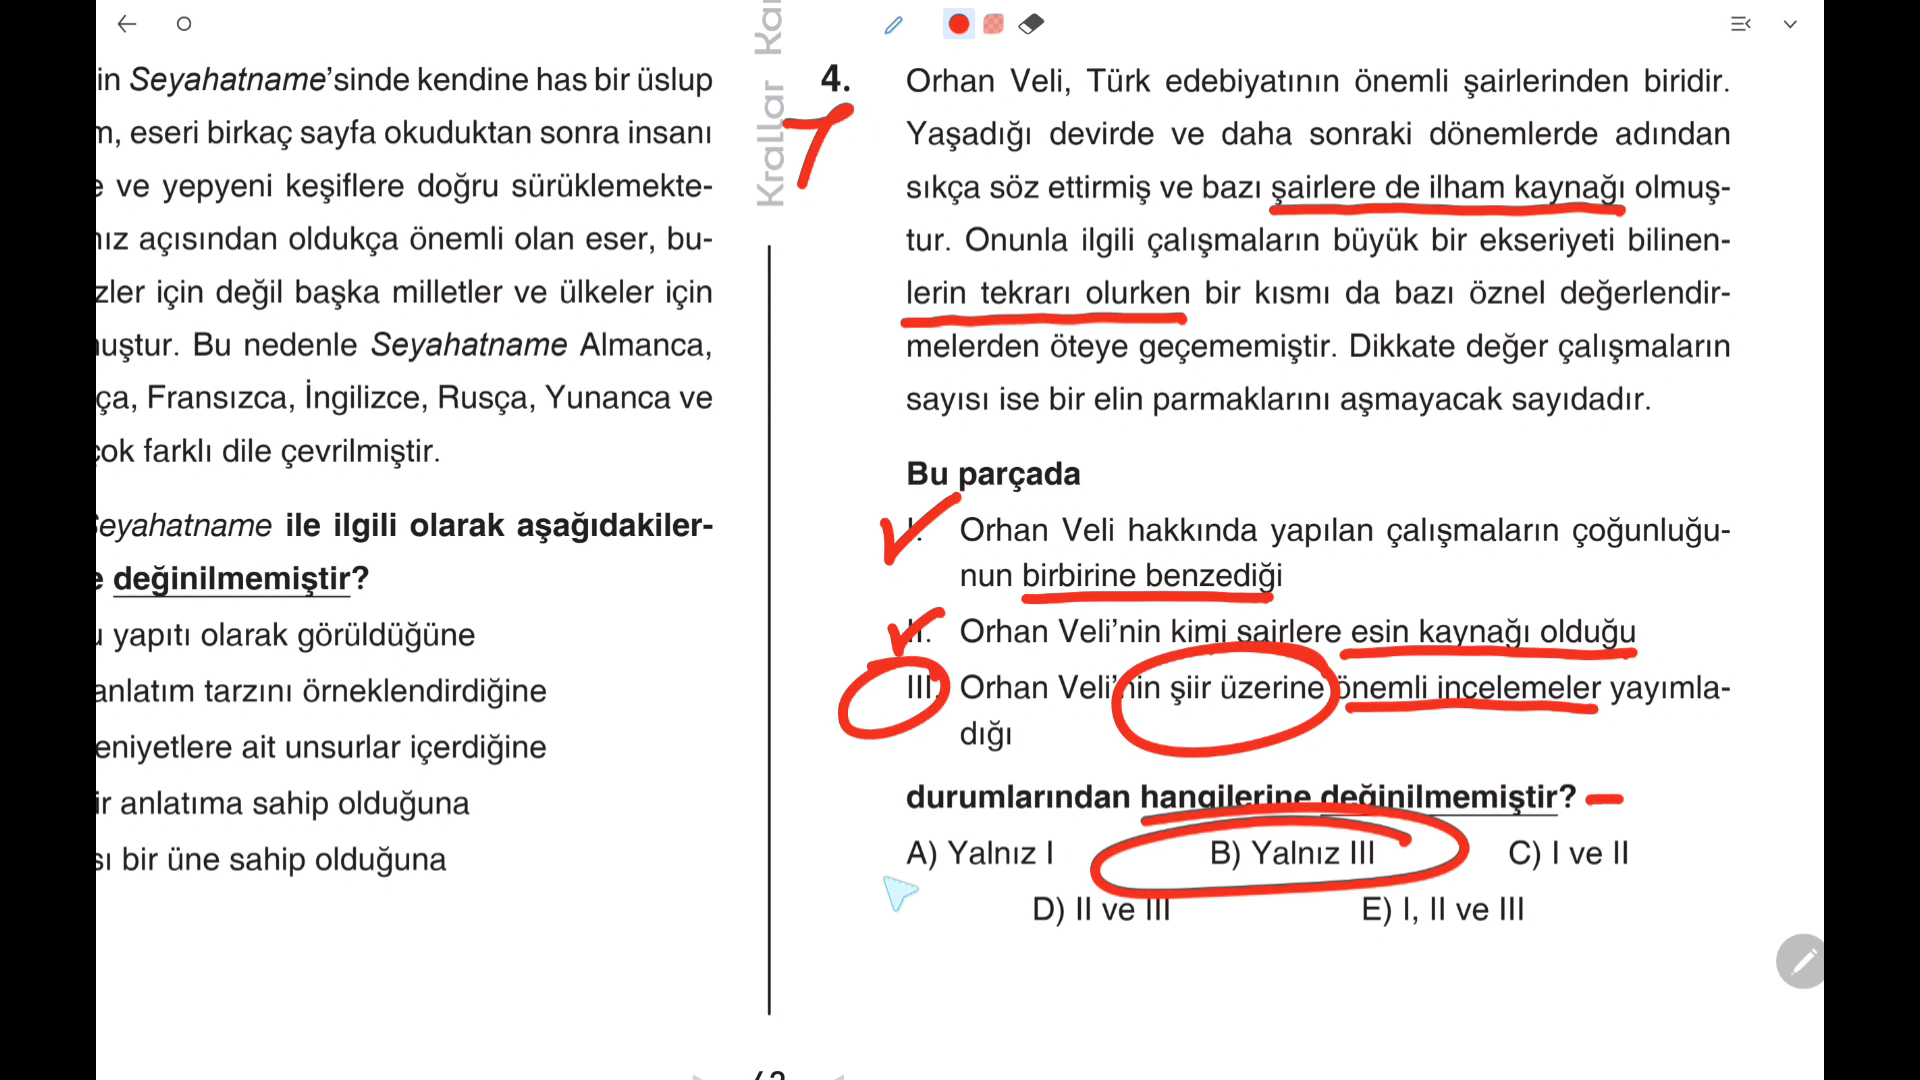 in Seyahatname'sinde kendine has bir üslup
m, eseri birkaç sayfa okuduktan sonra insanı
e ve yepyeni keşiflere doğru sürüklemekte-
açısından oldukça önemli olan eser, bu-
zler için değil başka milletler ve ülkeler için
uştur. Bu nedenle Seyahatname Almanca,
ça, Fransızca, İngilizce, Rusça, Yunanca ve
çok farklı dile çevrilmiştir.
Seyahatname ile ilgili olarak aşağıdakiler-
e değinilmemiştir?
u yapıtı olarak görüldüğüne
anlatım tarzını örneklendirdiğine
eniyetlere ait unsurlar içerdiğine
ir anlatıma sahip olduğuna
sı bir üne sahip olduğuna
Krallar
4.
Orhan Veli, Türk edebiyatının önemli şairlerinden biridir.
Yaşadığı devirde ve daha sonraki dönemlerde adından
sıkça söz ettirmiş ve bazı şairlere de ilham kaynağı olmuş-
tur. Onunla ilgili çalışmaların büyük bir ekseriyeti bilinen-
lerin tekrarı olurken bir kısmı da bazı öznel değerlendir-
melerden öteye geçememiştir. Dikkate değer çalışmaların
sayısı ise bir elin parmaklarını aşmayacak sayıdadır.
Bu parçada
I. Orhan Veli hakkında yapılan çalışmaların çoğunluğu-
nun birbirine benzediği
II. Orhan Veli'nin kimi şairlere esin kaynağı olduğu
III. Orhan Veli'nin şiir üzerine önemli incelemeler yayımla-
dığı
durumlarından hangilerine değinilmemiştir?
A) Yalnız I B) Yalnız III C) I ve II
D) II ve III E) I, II ve III